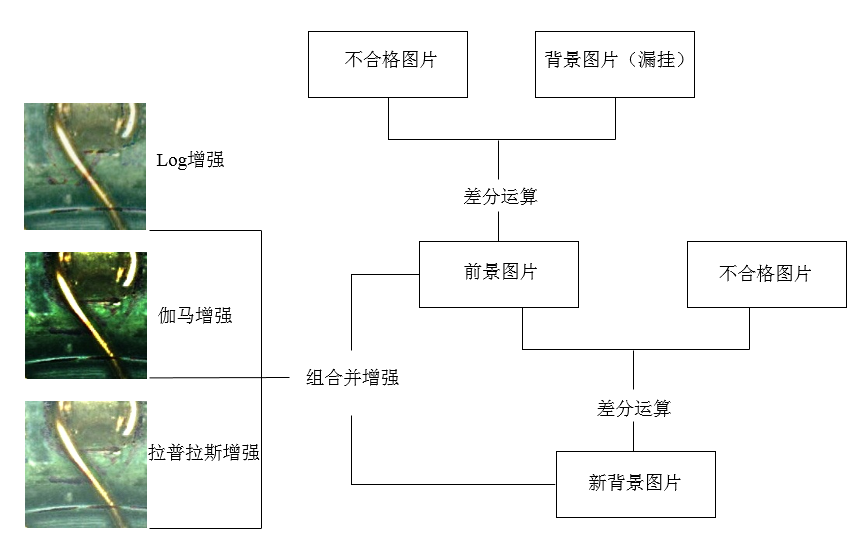 不合格图片
背景图片（漏挂）
Log增强
差分运算
前景图片
不合格图片
伽马增强
组合并增强
差分运算
拉普拉斯增强
新背景图片